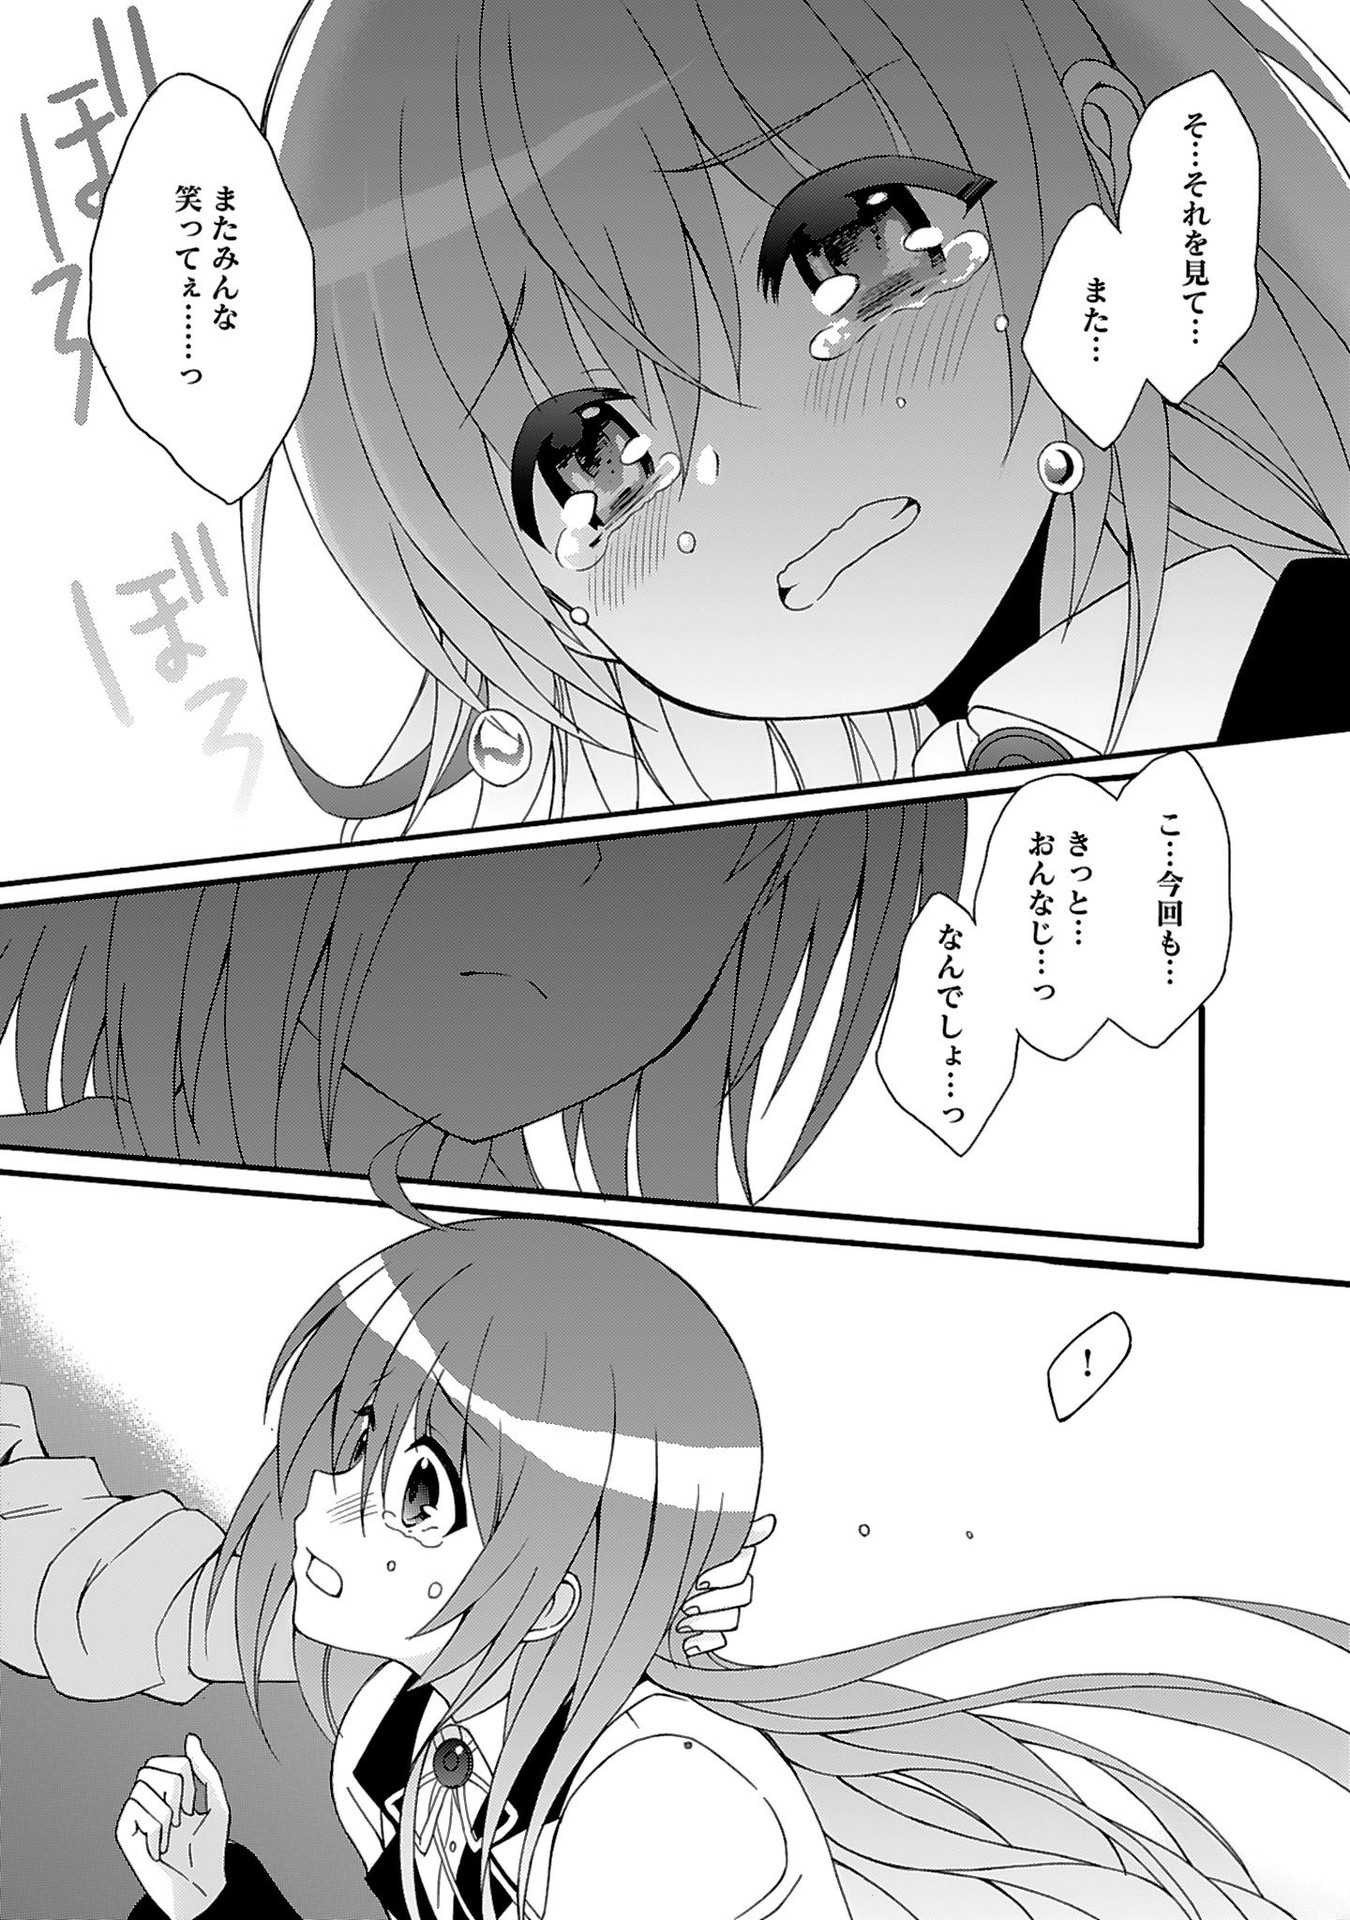 そ…それを見て…
また…
またみんな
笑ってぇ……っ
ぼろ
ぼろ
こ…今回も…
きっと…
おんなじ…っ
なんでしょ…っ
！